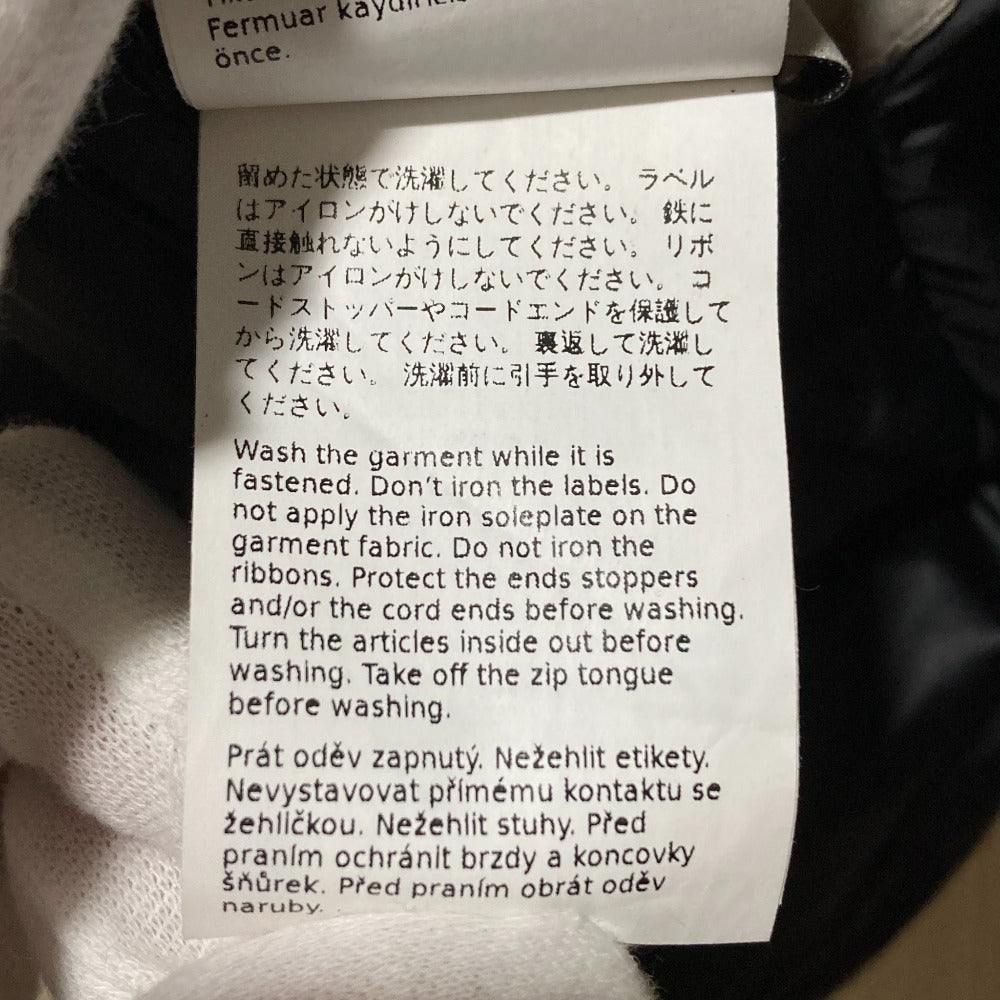 Fermuar
önce.
留めた状態で洗濯してください。 ラベル
はアイロンがけしないでください。 鉄に
直接触れないようにしてください。 リボ
ンはアイロンがけしないでください。 コ
ードストッパーやコードエンドを保護して
から洗濯してください。 裏返して洗濯し
てください。 洗濯前に引手を取り外して
ください。
Wash the garment while it is
fastened. Don't iron the labels. Do
not apply the iron soleplate on the
garment fabric. Do not iron the
ribbons. Protect the ends stoppers
and/or the cord ends before washing.
Turn the articles inside out before
washing. Take off the zip tongue
before washing.
Prát oděv zapnutý. Nežehlit etikety.
Nevystavovat přímému kontaktu se
žehličkou. Nežehlit stuhy. Před
praním ochránit brzdy a koncovky
šňůrek. Před praním obrát oděv
naruby.